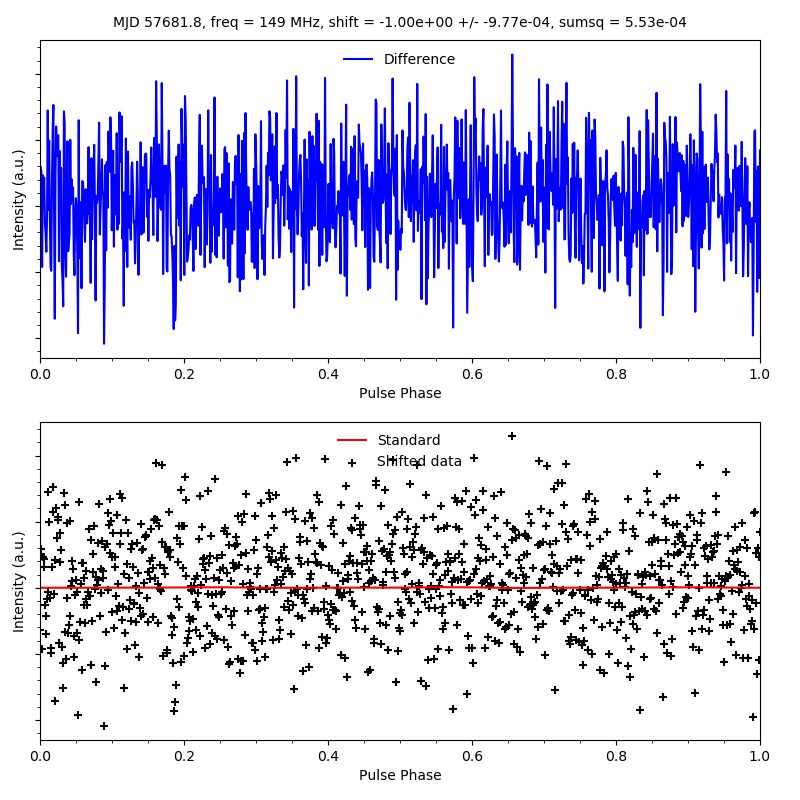 MJD 57681.8, freq = 149 MHz, shift = -1.00e+00 +/- -9.77e-04, sumsq = 5.53e-04
Difference
Intensity (a.u.)
0.0 0.2 0.4 0.6 0.8 1.0
Pulse Phase
Standard
Shifted data
Intensity (a.u.)
0.0 0.2 0.4 0.6 0.8 1.0
Pulse Phase